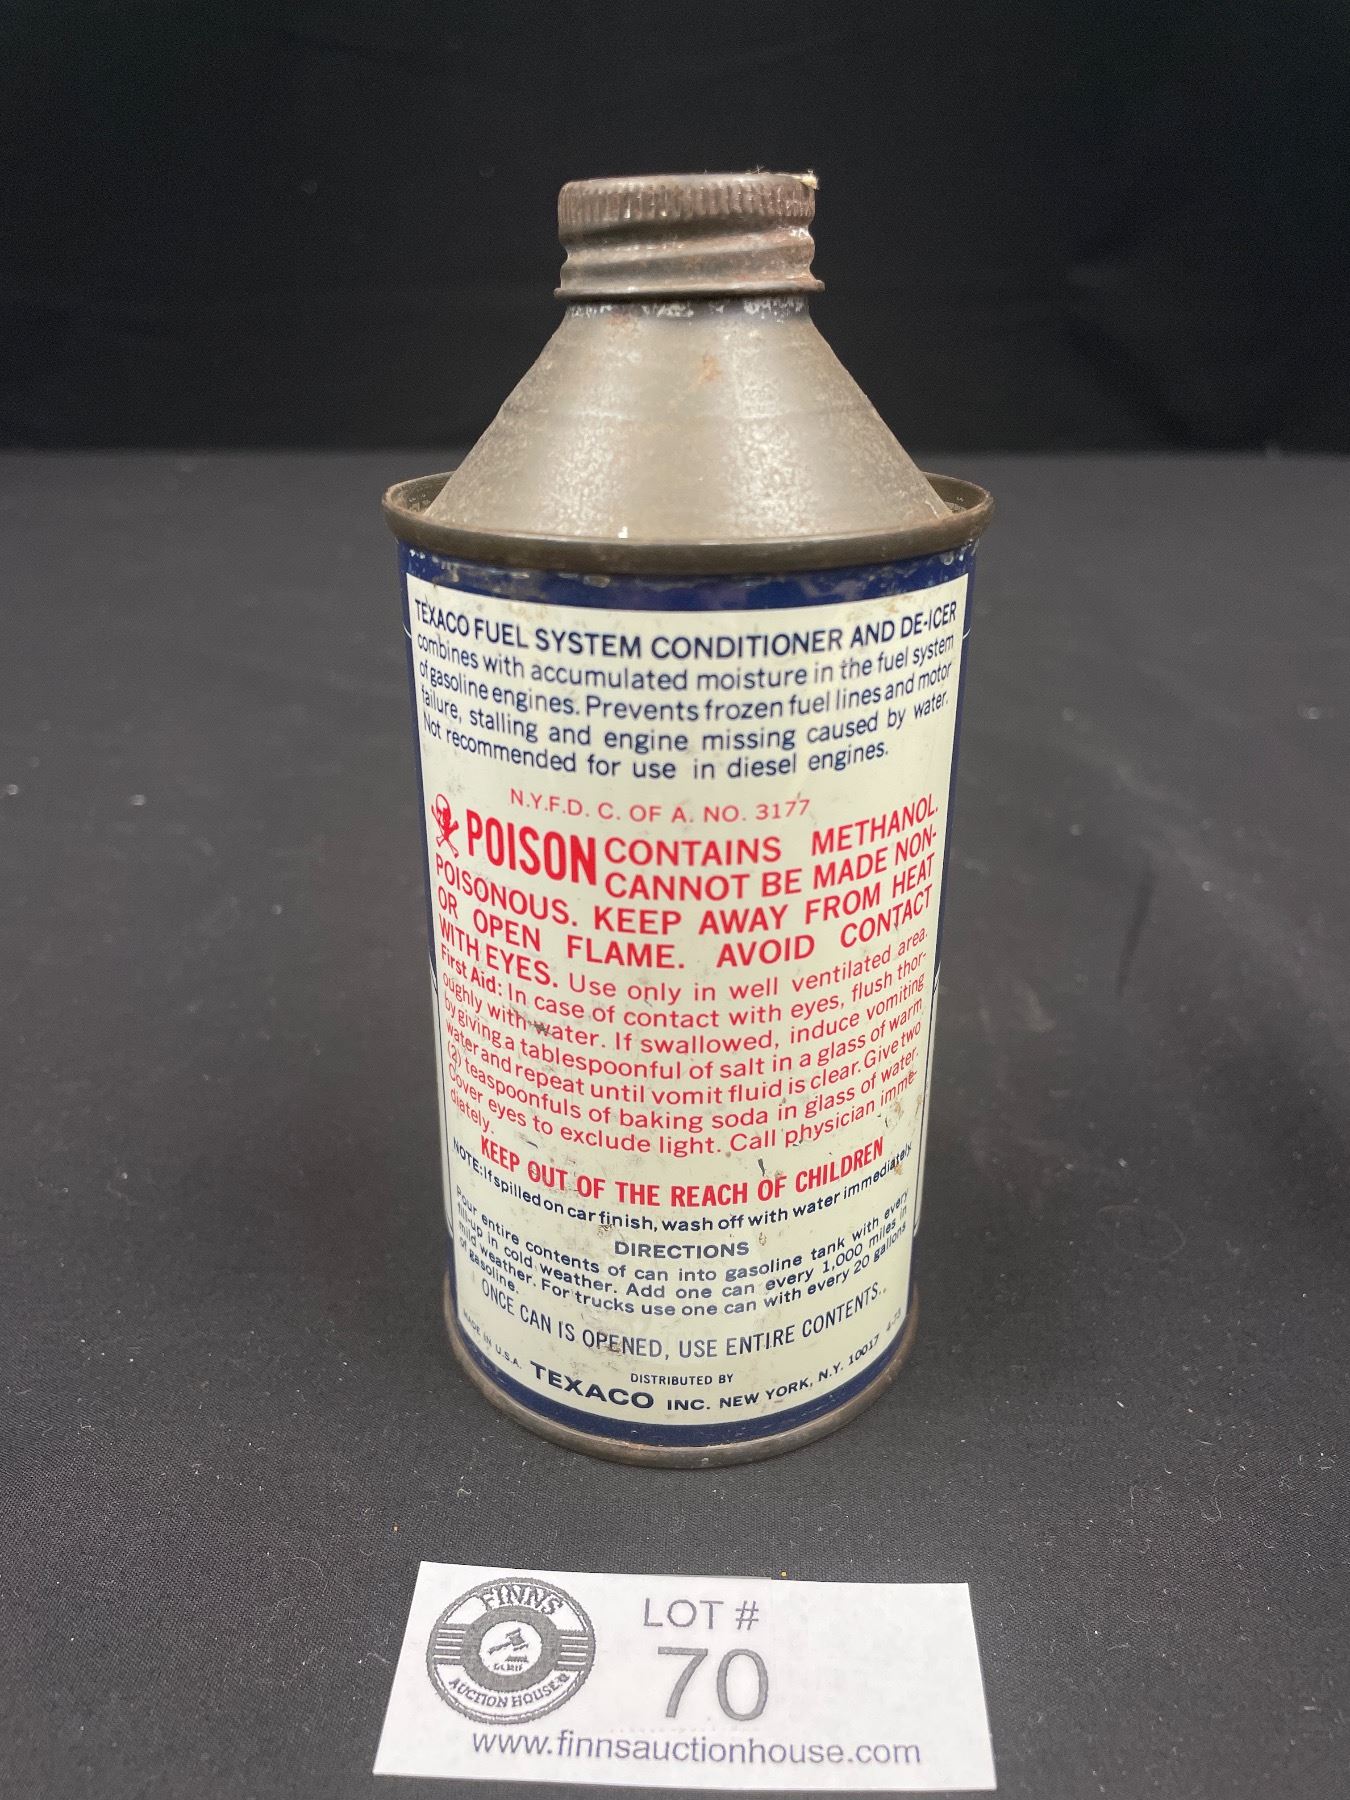 TEXACO FUEL SYSTEM CONDITIONER AND DE-ICER
combines with accumulated moisture in the fuel system
of gasoline engines. Prevents frozen fuel lines and motor
failure, stalling and engine missing caused by water.
Not recommended for use in diesel engines.
N.Y.F.D. C. OF A. NO. 3177
POISON CONTAINS METHANOL.
CANNOT BE MADE NON-
POISONOUS. KEEP AWAY FROM HEAT
OR OPEN FLAME. AVOID CONTACT
WITH EYES. Use only in well ventilated area.
First Aid: In case of contact with eyes, flush thor-
oughly with water. If swallowed, induce vomiting
by giving a tablespoonful of salt in a glass of warm
water and repeat until vomit fluid is clear. Give two
(2) teaspoonfuls of baking soda in glass of water.
Cover eyes to exclude light. Call physician imme-
diately.
KEEP OUT OF THE REACH OF CHILDREN
NOTE: If spilled on car finish, wash off with water immediately.
DIRECTIONS
Pour entire contents of can into gasoline tank with every
fill-up in cold weather. Add one can every 1,000 miles in
mild weather. For trucks use one can with every 20 gallons
of gasoline.
ONCE CAN IS OPENED, USE ENTIRE CONTENTS.
DISTRIBUTED BY
MADE IN U.S.A. TEXACO INC. NEW YORK, N.Y. 10017 4-73
FINNS
AUCTION HOUSE
LOT #
70
www.finnsauctionhouse.com